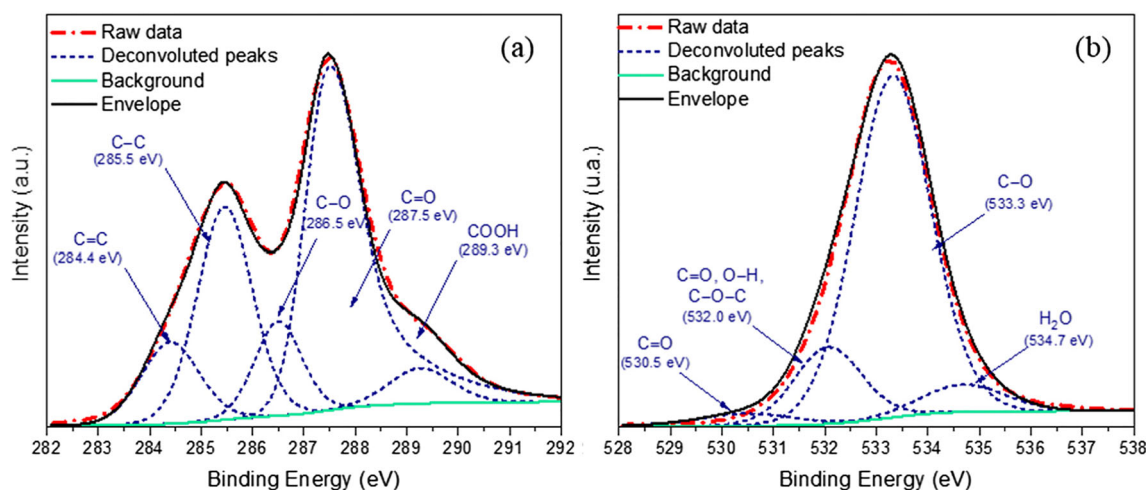 Raw data
Deconvoluted peaks
Background
Envelope
(a)
C–C
(285.5 eV)
C=C
(284.4 eV)
C–O
(286.5 eV)
C=O
(287.5 eV)
COOH
(289.3 eV)
Intensity (a.u.)
282 283 284 285 286 287 288 289 290 291 292
Binding Energy (eV)
Raw data
Deconvoluted peaks
Background
Envelope
(b)
C–O
(533.3 eV)
C=O, O–H,
C–O–C
(532.0 eV)
C=O
(530.5 eV)
H₂O
(534.7 eV)
Intensity (u.a.)
528 529 530 531 532 533 534 535 536 537 538
Binding Energy (eV)